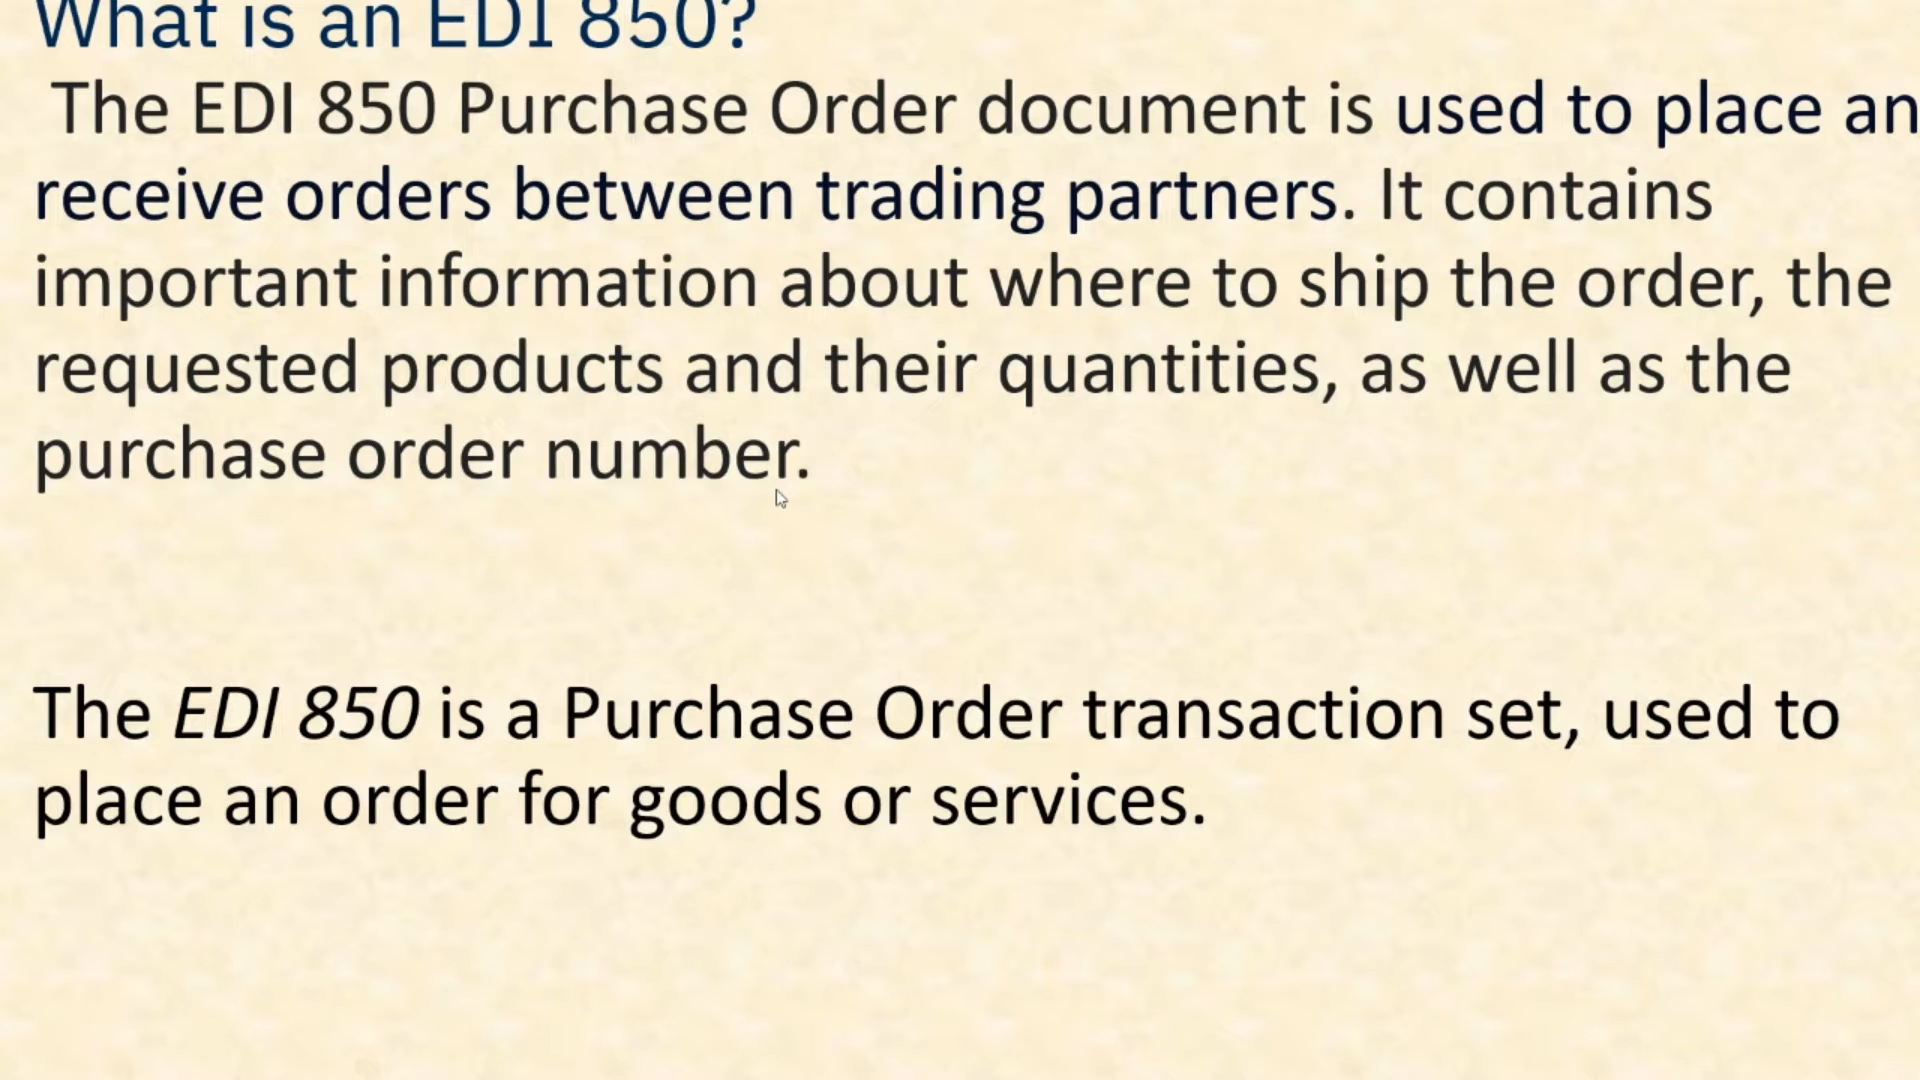 What is an EDI 850?
The EDI 850 Purchase Order document is used to place an
receive orders between trading partners. It contains
important information about where to ship the order, the
requested products and their quantities, as well as the
purchase order number.
The EDI 850 is a Purchase Order transaction set, used to
place an order for goods or services.